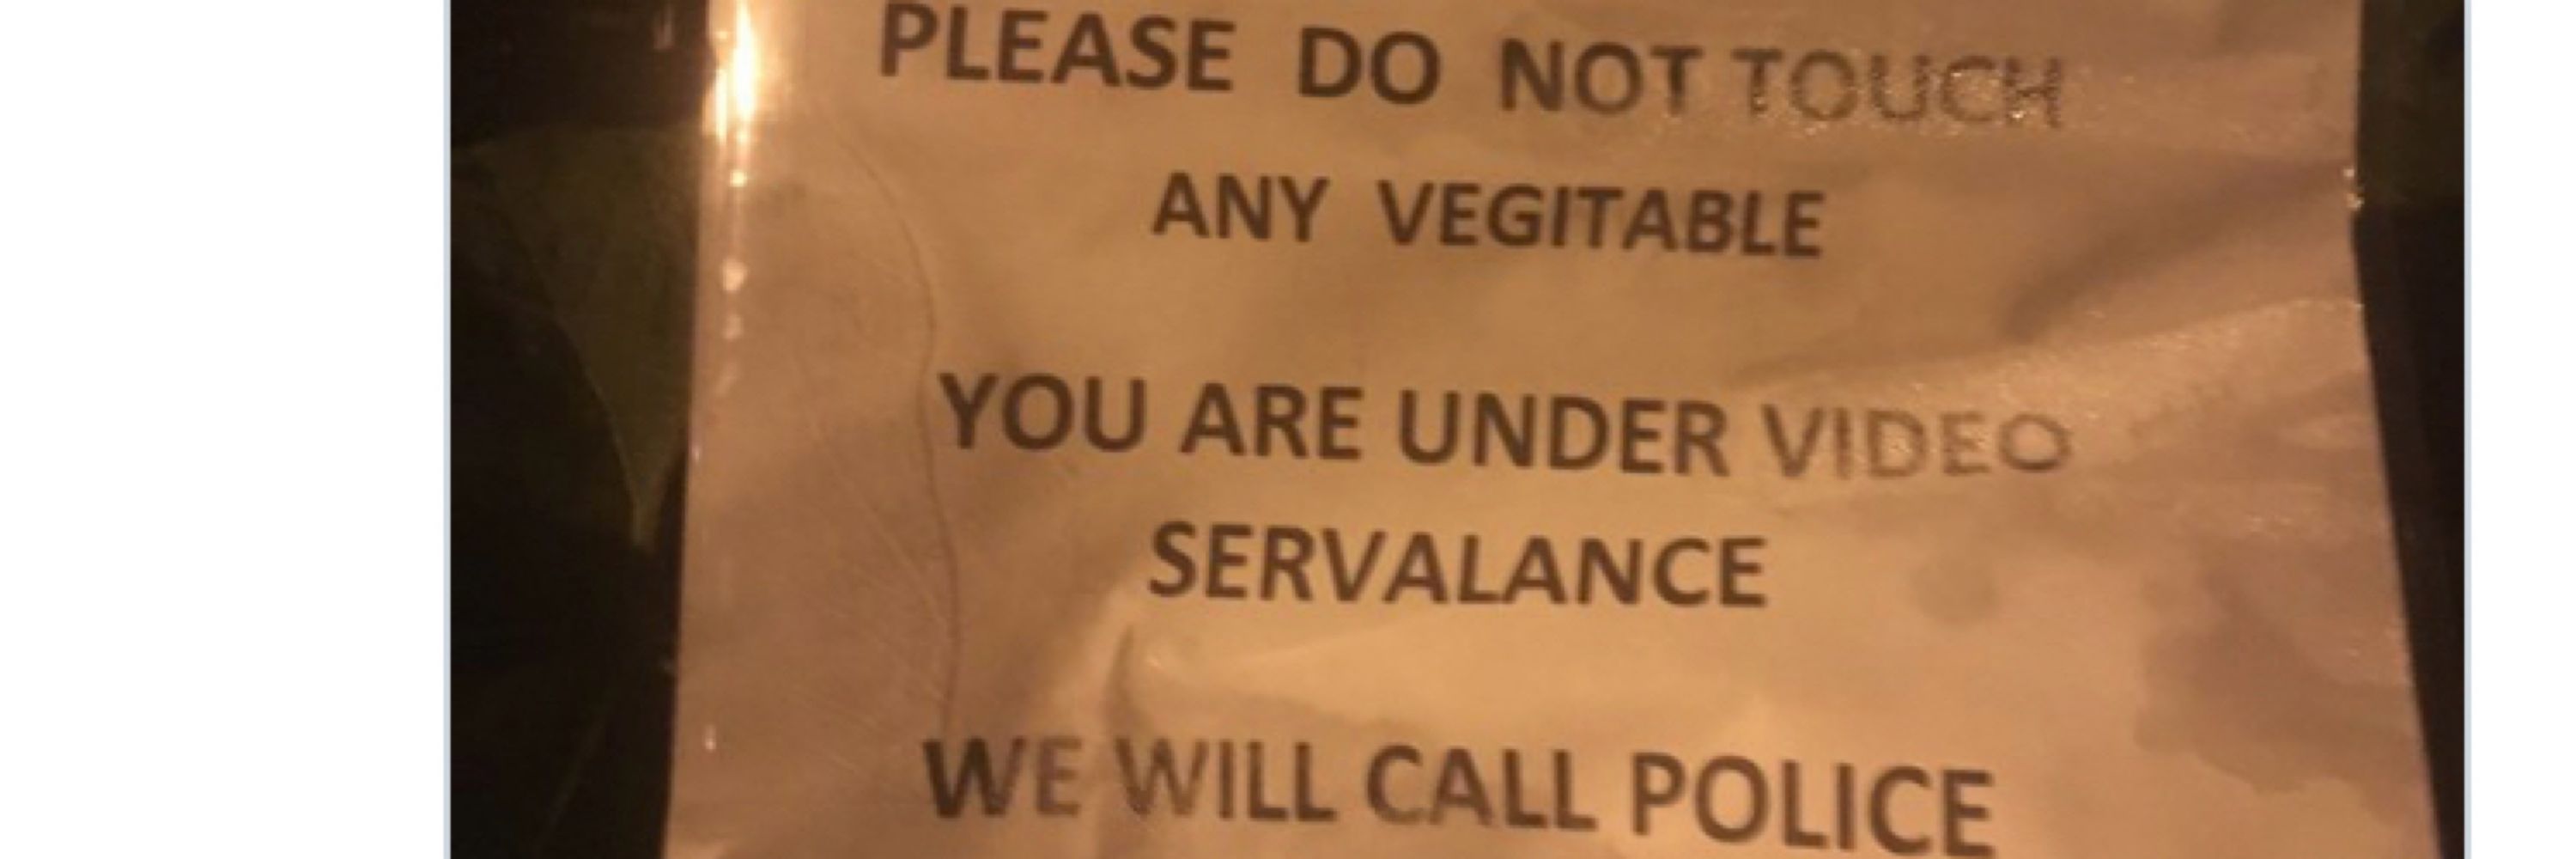 PLEASE DO NOT TOUCH
ANY VEGITABLE
YOU ARE UNDER VIDEO
SERVALANCE
WE WILL CALL POLICE